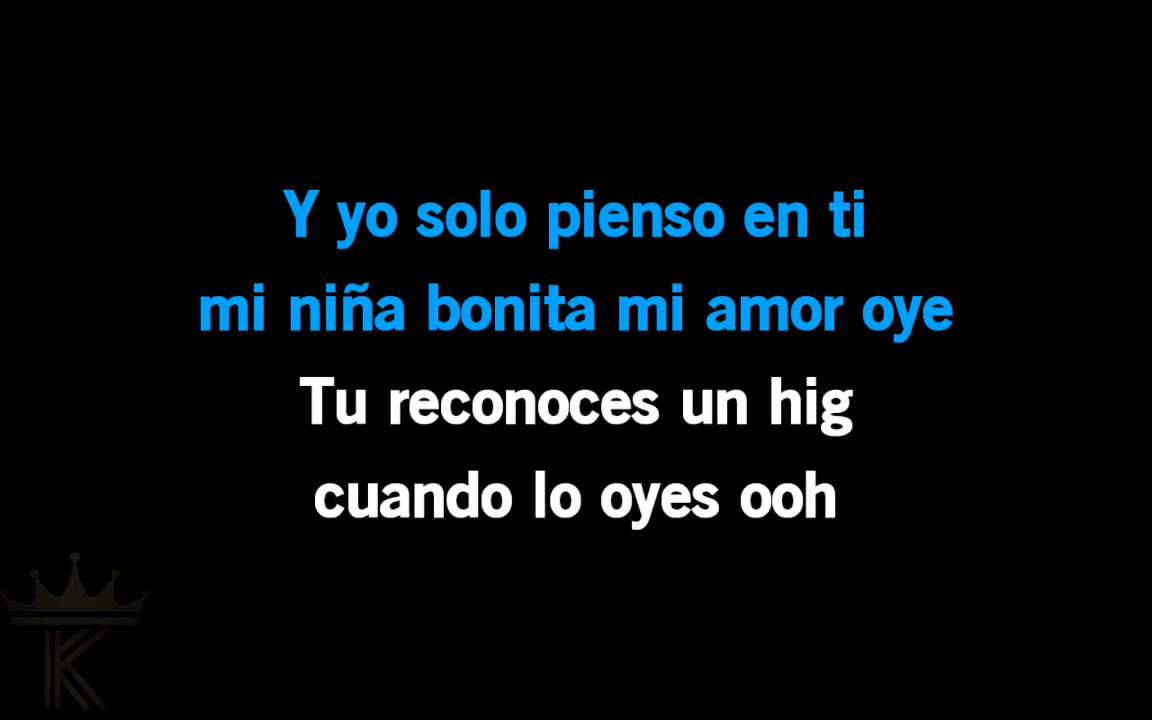 Y yo solo pienso en ti
mi niña bonita mi amor oye
Tu reconoces un hig
cuando lo oyes ooh
K